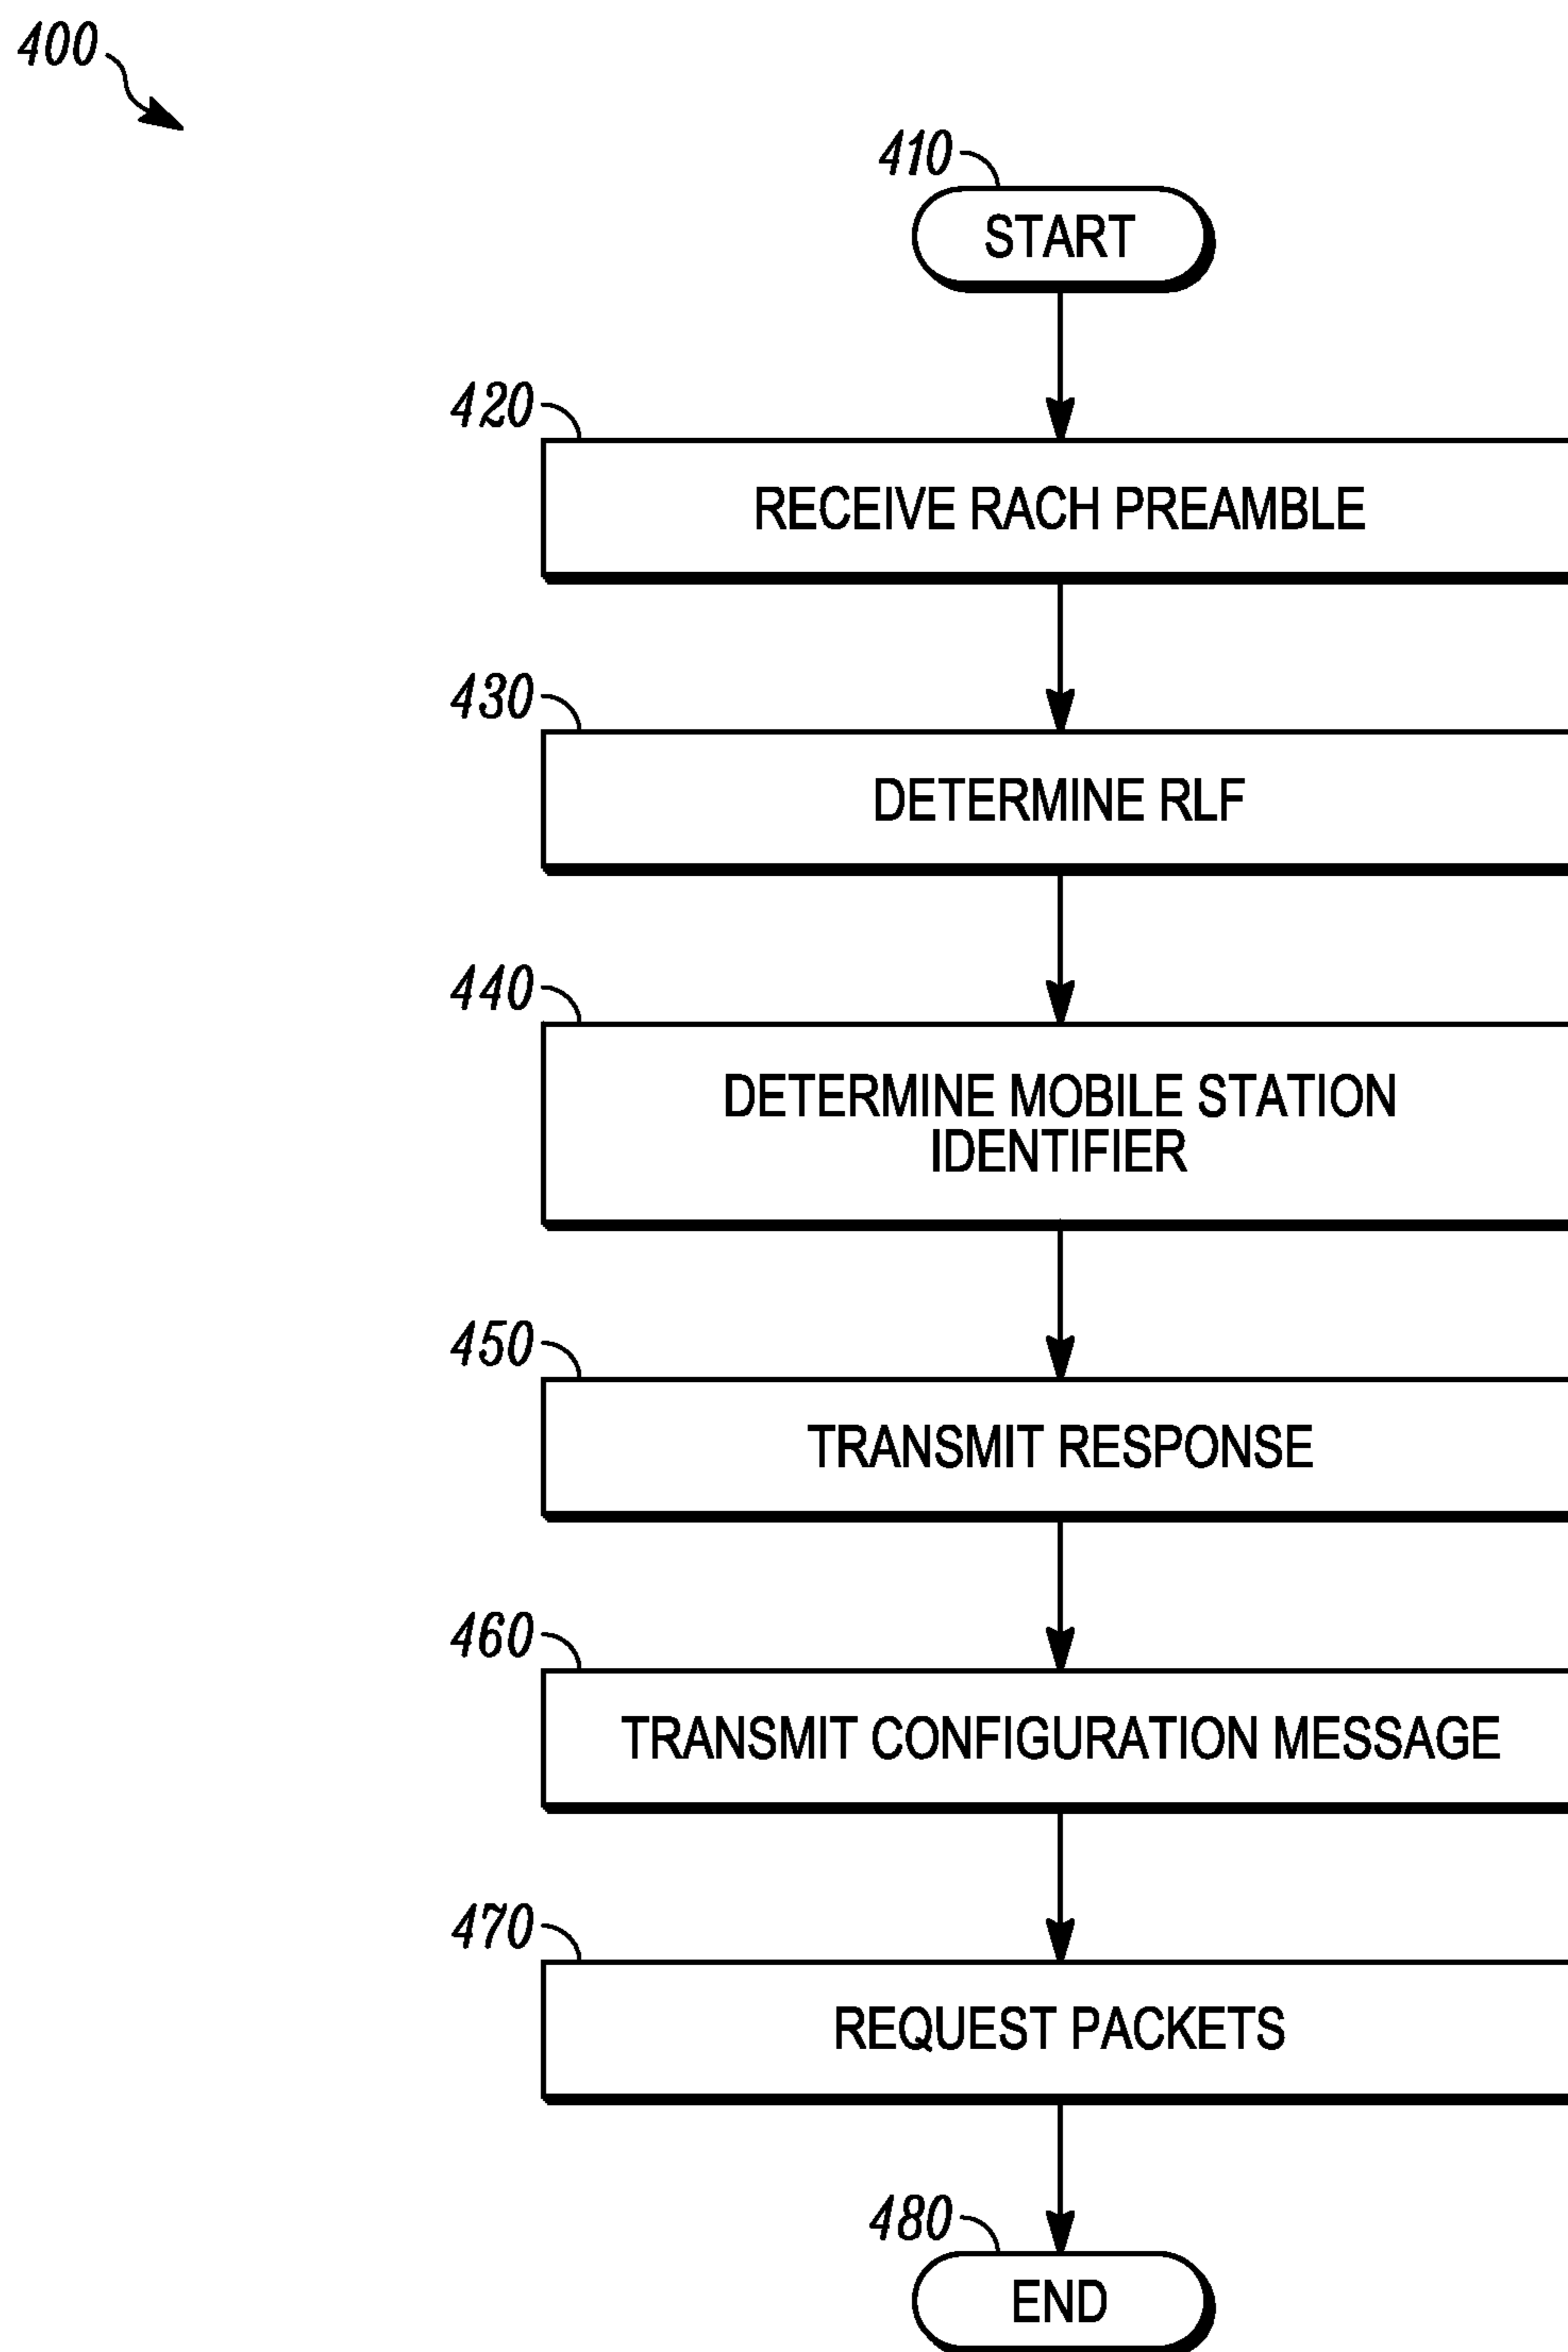 400
410
START
420
RECEIVE RACH PREAMBLE
430
DETERMINE RLF
440
DETERMINE MOBILE STATION
IDENTIFIER
450
TRANSMIT RESPONSE
460
TRANSMIT CONFIGURATION MESSAGE
470
REQUEST PACKETS
480
END